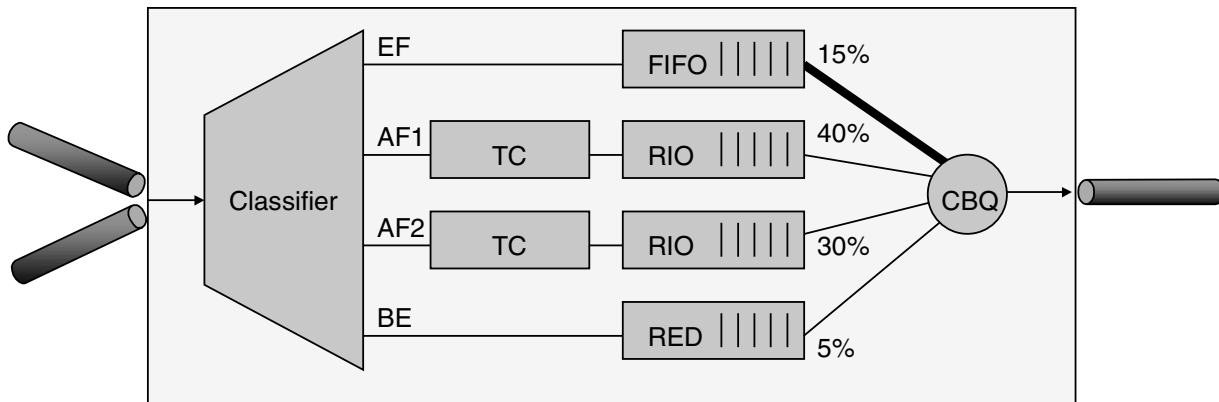 EF
FIFO
15%
AF1
TC
RIO
40%
Classifier
CBQ
AF2
TC
RIO
30%
BE
RED
5%